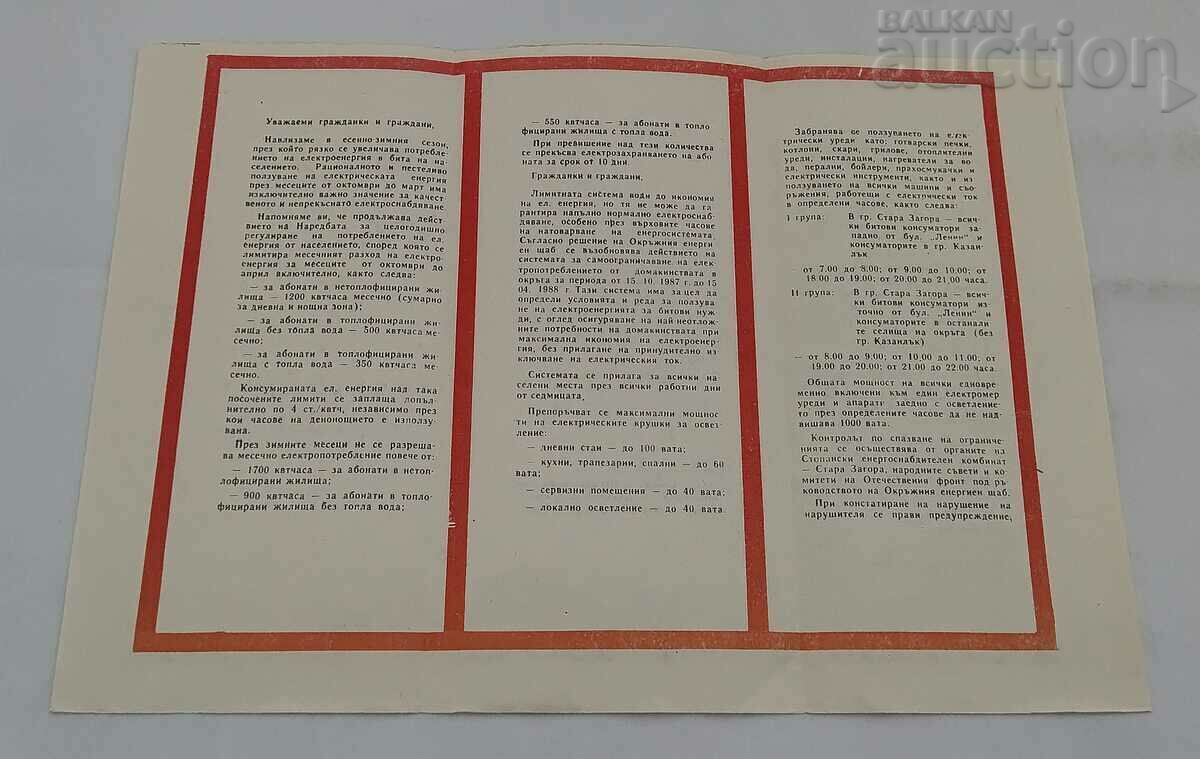 BALKAN
auction
Уважаеми гражданки и граждани,
Навлизаме в есенно-зимния сезон,
през който рязко се увеличава потребле-
нието на електроенергия в бита на на-
селението. Рационалното и пестеливо
ползуване на електрическата енергия
през месеците от октомври до март има
изключително важно значение за качест
веното и непрекъснато електроснабдяване
Напомняме ви, че продължава дейст
вието на Наредбата за целогодишно
регулиране на потреблението на ел.
енергия от населението, според която се
лимитира месечният разход на електро-
енергия за месеците от октомври до
април включително, както следва:
— за абонати в нетоплофицирани жи-
лища — 1200 квтчаса месечно (сумарно
за дневна и нощна зона);
— за абонати в топлофицирани жи-
лища без топла вода — 500 квтчаса ме-
сечно;
— за абонати в топлофицирани жи
лища с топла вода — 350 квтчаса ме-
сечно.
Консумираната ел. енергия над така
посочените лимити се заплаща допъл-
нително по 4 ст./квтч, независимо през
кои часове на денонощието е използу-
вана.
През зимните месеци не се разреша-
ва месечно електропотребление повече от:
— 1700 квтчаса — за абонати в нетоп-
лофицирани жилища;
— 900 квтчаса — за абонати в топло-
фицирани жилища без топла вода;
— 550 квтчаса — за абонати в топло
фицирани жилища с топла вода.
При превишение над тези количества
се прекъсва електрозахранването на або
ната за срок от 10 дни.
Гражданки и граждани,
Лимитната система води до икономия
на ел. енергия, но тя не може да га-
рантира напълно нормално електроснаб-
дяване, особено през върховите часове
на натоварване на енергосистемата
Съгласно решение на Окръжния енерги
ен щаб се възобновява действието на
системата за самоограничаване на елек
тропотреблението от домакинствата в
окръга за периода от 15. 10. 1987 г. до 15
04. 1988 г. Тази система има за цел да
определи условията и реда за ползува
не на електроенергията за битови нуж
ди, с оглед осигуряване на най неотлож
ните потребности на домакинствата при
максимална икономия на електроенер
гия, без прилагане на принудително из
ключване на електрическия ток.
Системата се прилага за всички на
селени места през всички работни дни
от седмицата.
Препоръчват се максимални мощнос
ти на електрическите крушки за осве
тление:
— дневни стаи — до 100 вата;
— кухни, трапезарии, спални — до 60
вата;
— сервизни помещения — до 40 вата;
— локално осветление — до 40 вата
Забранява се ползуването на елек
трически уреди като: готварски печки,
котлони, скари, грилове, отоплителни
уреди, инсталации, нагреватели за во
да, перални, бойлери, прахосмукачки и
електрически инструменти, както и из
ползуването на всички машини и съо-
ръжения, работещи с електрически ток
в определени часове, както следва:
I група: В гр. Стара Загора — всич-
ки битови консуматори за-
падно от бул. „Ленин“ и
консуматорите в гр. Казан-
лък
— от 7.00 до 8.00; от 9.00 до 10.00; от
18.00 до 19.00; от 20.00 до 21.00 часа.
II група: В гр. Стара Загора — всич-
ки битови консуматори из-
точно от бул. „Ленин“ и
консуматорите в останали
те селища на окръга (без
гр. Казанлък)
— от 8.00 до 9.00; от 10.00 до 11.00; от
19.00 до 20.00; от 21.00 до 22.00 часа.
Общата мощност на всички едновре-
менно включени към един електромер
уреди и апарати заедно с осветление-
то през определените часове да не над-
вишава 1000 вата.
Контролът по спазване на ограниче-
нията се осъществява от органите на
Стопански енергоснабдителен комбинат
— Стара Загора, народните съвети и ко-
митети на Отечествения фронт под ръ-
ководството на Окръжния енергиен щаб.
При констатиране на нарушение на
нарушителя се прави предупреждение,